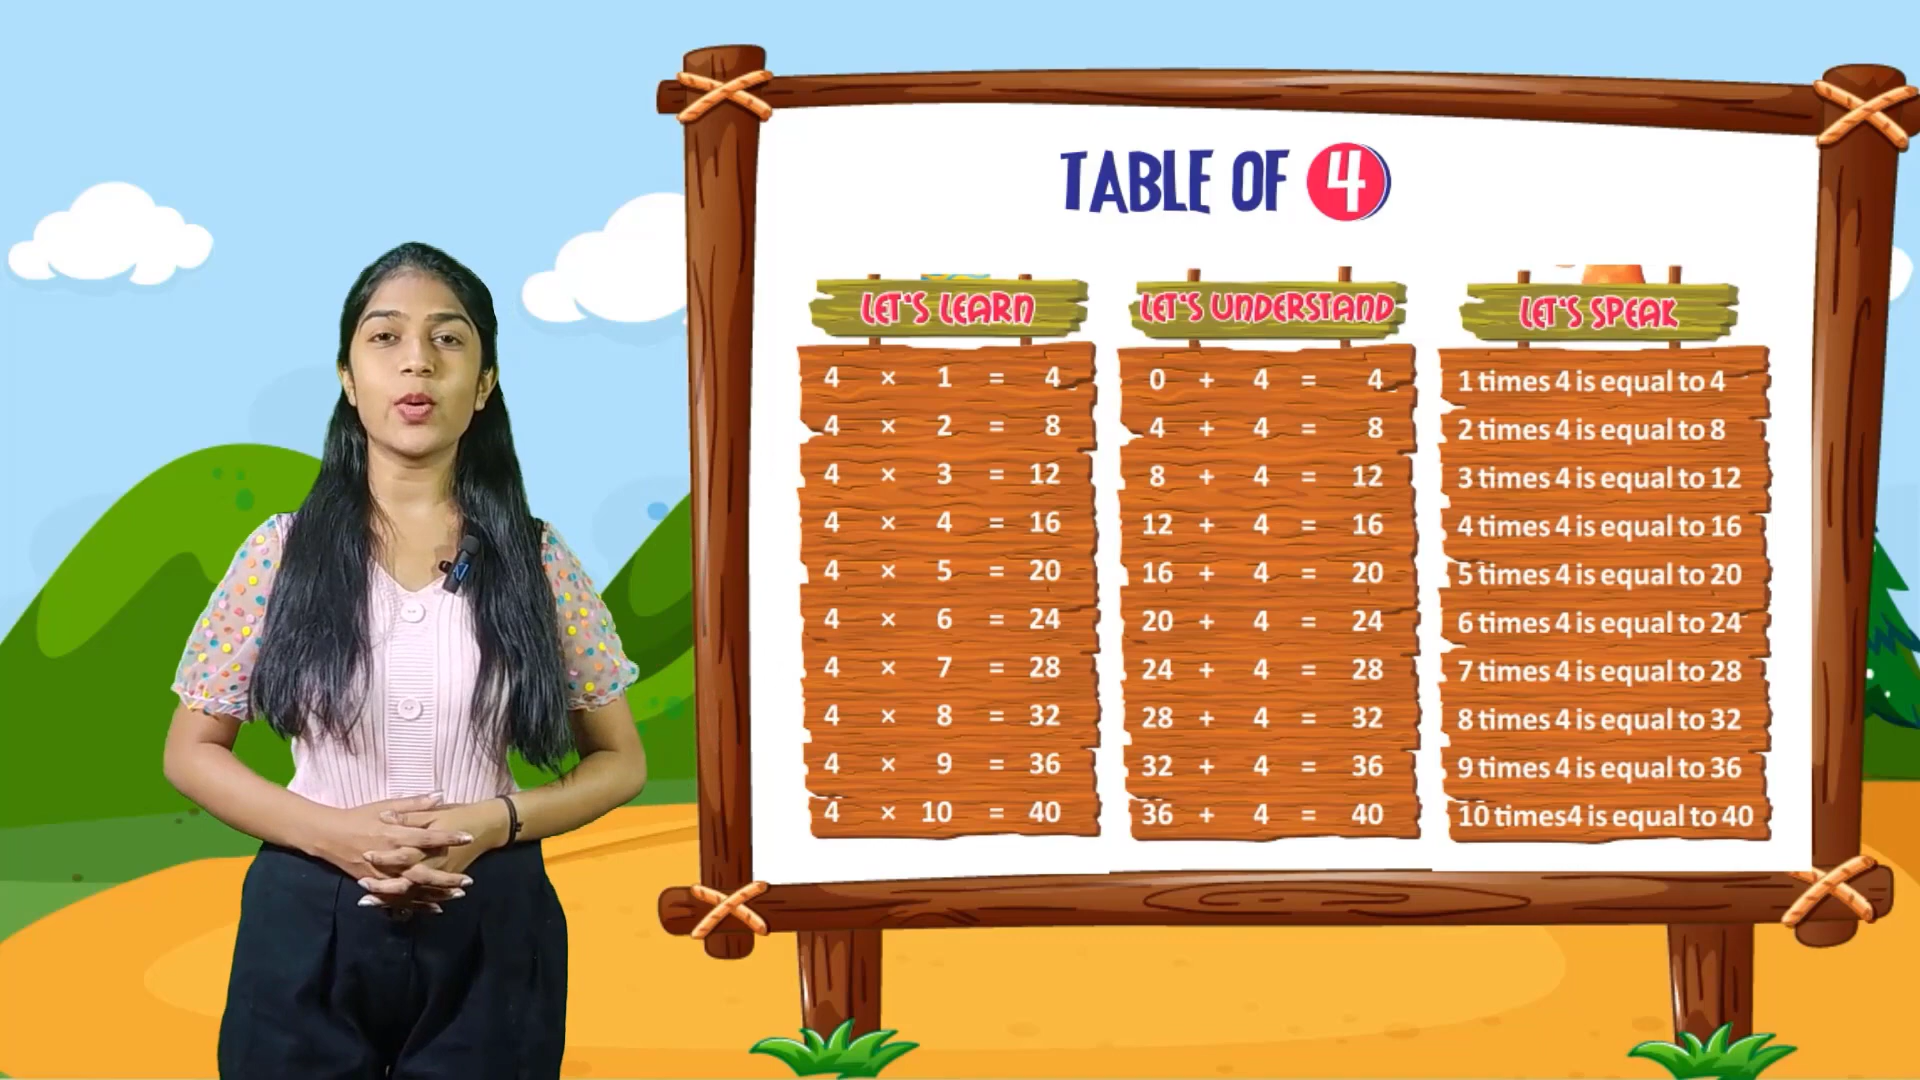 TABLE OF 4
LET'S LEARN
4 × 1 = 4
4 × 2 = 8
4 × 3 = 12
4 × 4 = 16
4 × 5 = 20
4 × 6 = 24
4 × 7 = 28
4 × 8 = 32
4 × 9 = 36
4 × 10 = 40
LET'S UNDERSTAND
0 + 4 = 4
4 + 4 = 8
8 + 4 = 12
12 + 4 = 16
16 + 4 = 20
20 + 4 = 24
24 + 4 = 28
28 + 4 = 32
32 + 4 = 36
36 + 4 = 40
LET'S SPEAK
1 times 4 is equal to 4
2 times 4 is equal to 8
3 times 4 is equal to 12
4 times 4 is equal to 16
5 times 4 is equal to 20
6 times 4 is equal to 24
7 times 4 is equal to 28
8 times 4 is equal to 32
9 times 4 is equal to 36
10 times4 is equal to 40